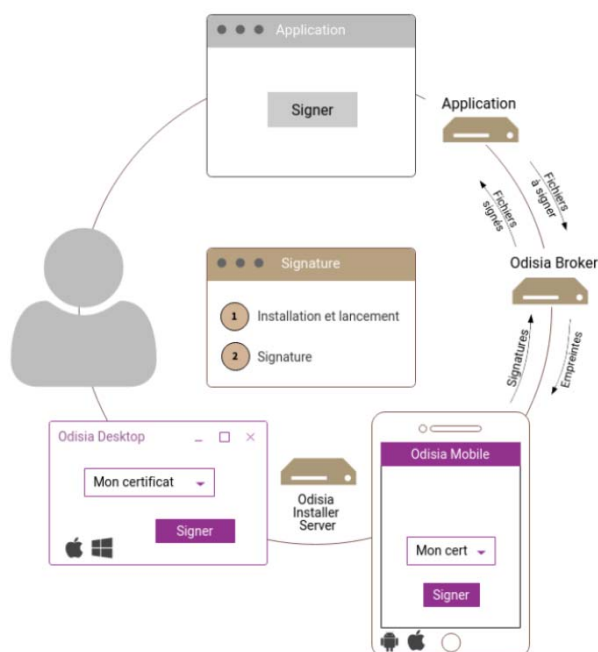 Application
Signer
Application
Fichiers
à signer
Fichiers
signés
Odisia Broker
Signature
1 Installation et lancement
2 Signature
Signatures
Empreintes
Odisia Desktop
Mon certificat
Signer
Odisia
Installer
Server
Odisia Mobile
Mon cert
Signer